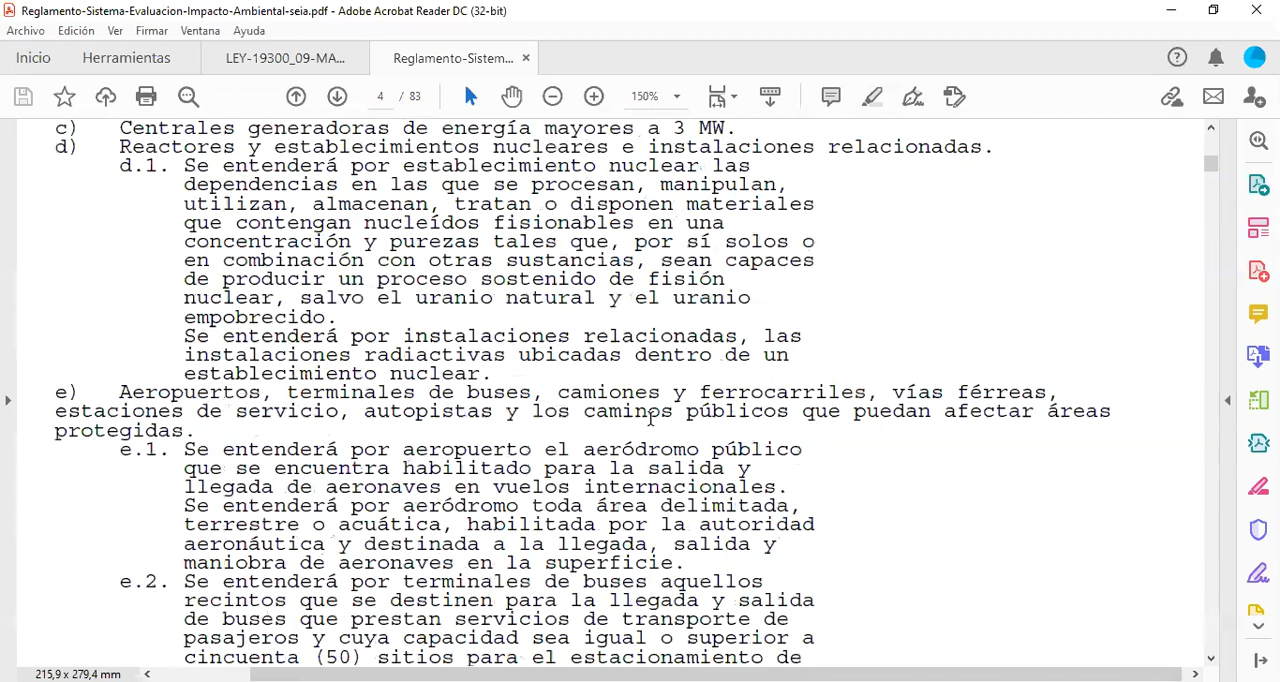 Reglamento-Sistema-Evaluacion-Impacto-Ambiental-seia.pdf - Adobe Acrobat Reader DC (32-bit)
Archivo Edición Ver Firmar Ventana Ayuda
Inicio Herramientas LEY-19300_09-MA... Reglamento-Sistem... ×
4 / 83 150%
c) Centrales generadoras de energía mayores a 3 MW.
d) Reactores y establecimientos nucleares e instalaciones relacionadas.
d.1. Se entenderá por establecimiento nuclear las
dependencias en las que se procesan, manipulan,
utilizan, almacenan, tratan o disponen materiales
que contengan nucleídos fisionables en una
concentración y purezas tales que, por sí solos o
en combinación con otras sustancias, sean capaces
de producir un proceso sostenido de fisión
nuclear, salvo el uranio natural y el uranio
empobrecido.
Se entenderá por instalaciones relacionadas, las
instalaciones radiactivas ubicadas dentro de un
establecimiento nuclear.
e) Aeropuertos, terminales de buses, camiones y ferrocarriles, vías férreas,
estaciones de servicio, autopistas y los caminos públicos que puedan afectar áreas
protegidas.
e.1. Se entenderá por aeropuerto el aeródromo público
que se encuentra habilitado para la salida y
llegada de aeronaves en vuelos internacionales.
Se entenderá por aeródromo toda área delimitada,
terrestre o acuática, habilitada por la autoridad
aeronáutica y destinada a la llegada, salida y
maniobra de aeronaves en la superficie.
e.2. Se entenderá por terminales de buses aquellos
recintos que se destinen para la llegada y salida
de buses que prestan servicios de transporte de
pasajeros y cuya capacidad sea igual o superior a
cincuenta (50) sitios para el estacionamiento de
215,9 x 279,4 mm